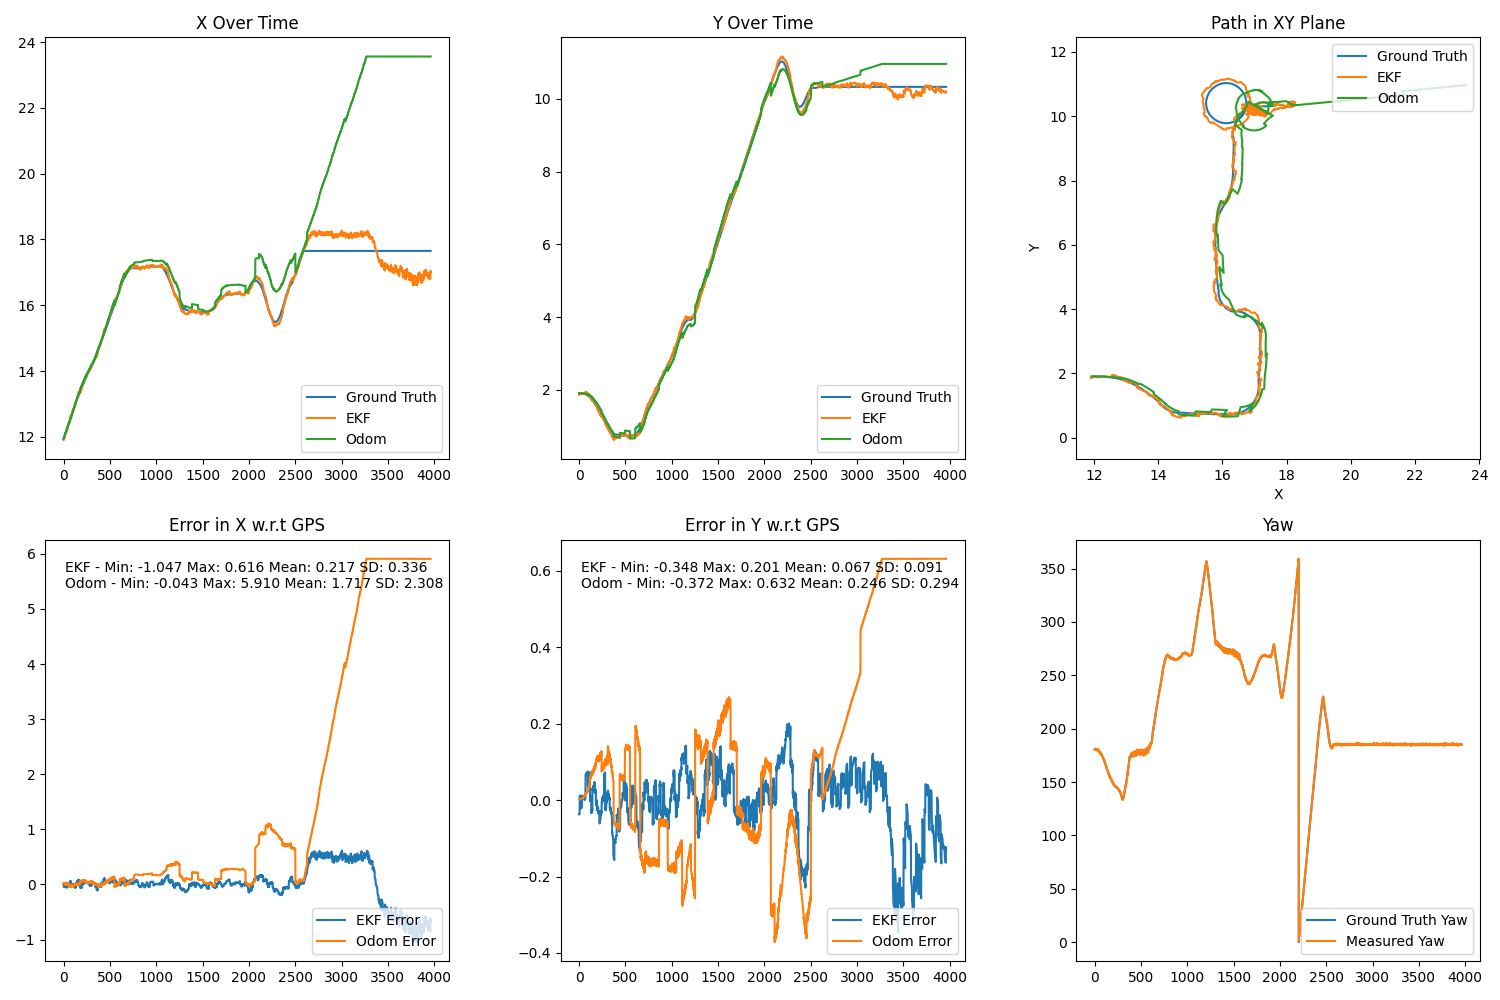 X Over Time
24
22
20
18
16
14
12
0 500 1000 1500 2000 2500 3000 3500 4000
Ground Truth
EKF
Odom
Y Over Time
10
8
6
4
2
0 500 1000 1500 2000 2500 3000 3500 4000
Ground Truth
EKF
Odom
Path in XY Plane
12
10
8
6
4
2
0
Y
12 14 16 18 20 22 24
X
Ground Truth
EKF
Odom
Error in X w.r.t GPS
EKF - Min: -1.047 Max: 0.616 Mean: 0.217 SD: 0.336
Odom - Min: -0.043 Max: 5.910 Mean: 1.717 SD: 2.308
6
5
4
3
2
1
0
−1
0 500 1000 1500 2000 2500 3000 3500 4000
EKF Error
Odom Error
Error in Y w.r.t GPS
EKF - Min: -0.348 Max: 0.201 Mean: 0.067 SD: 0.091
Odom - Min: -0.372 Max: 0.632 Mean: 0.246 SD: 0.294
0.6
0.4
0.2
0.0
−0.2
−0.4
0 500 1000 1500 2000 2500 3000 3500 4000
EKF Error
Odom Error
Yaw
350
300
250
200
150
100
50
0
0 500 1000 1500 2000 2500 3000 3500 4000
Ground Truth Yaw
Measured Yaw